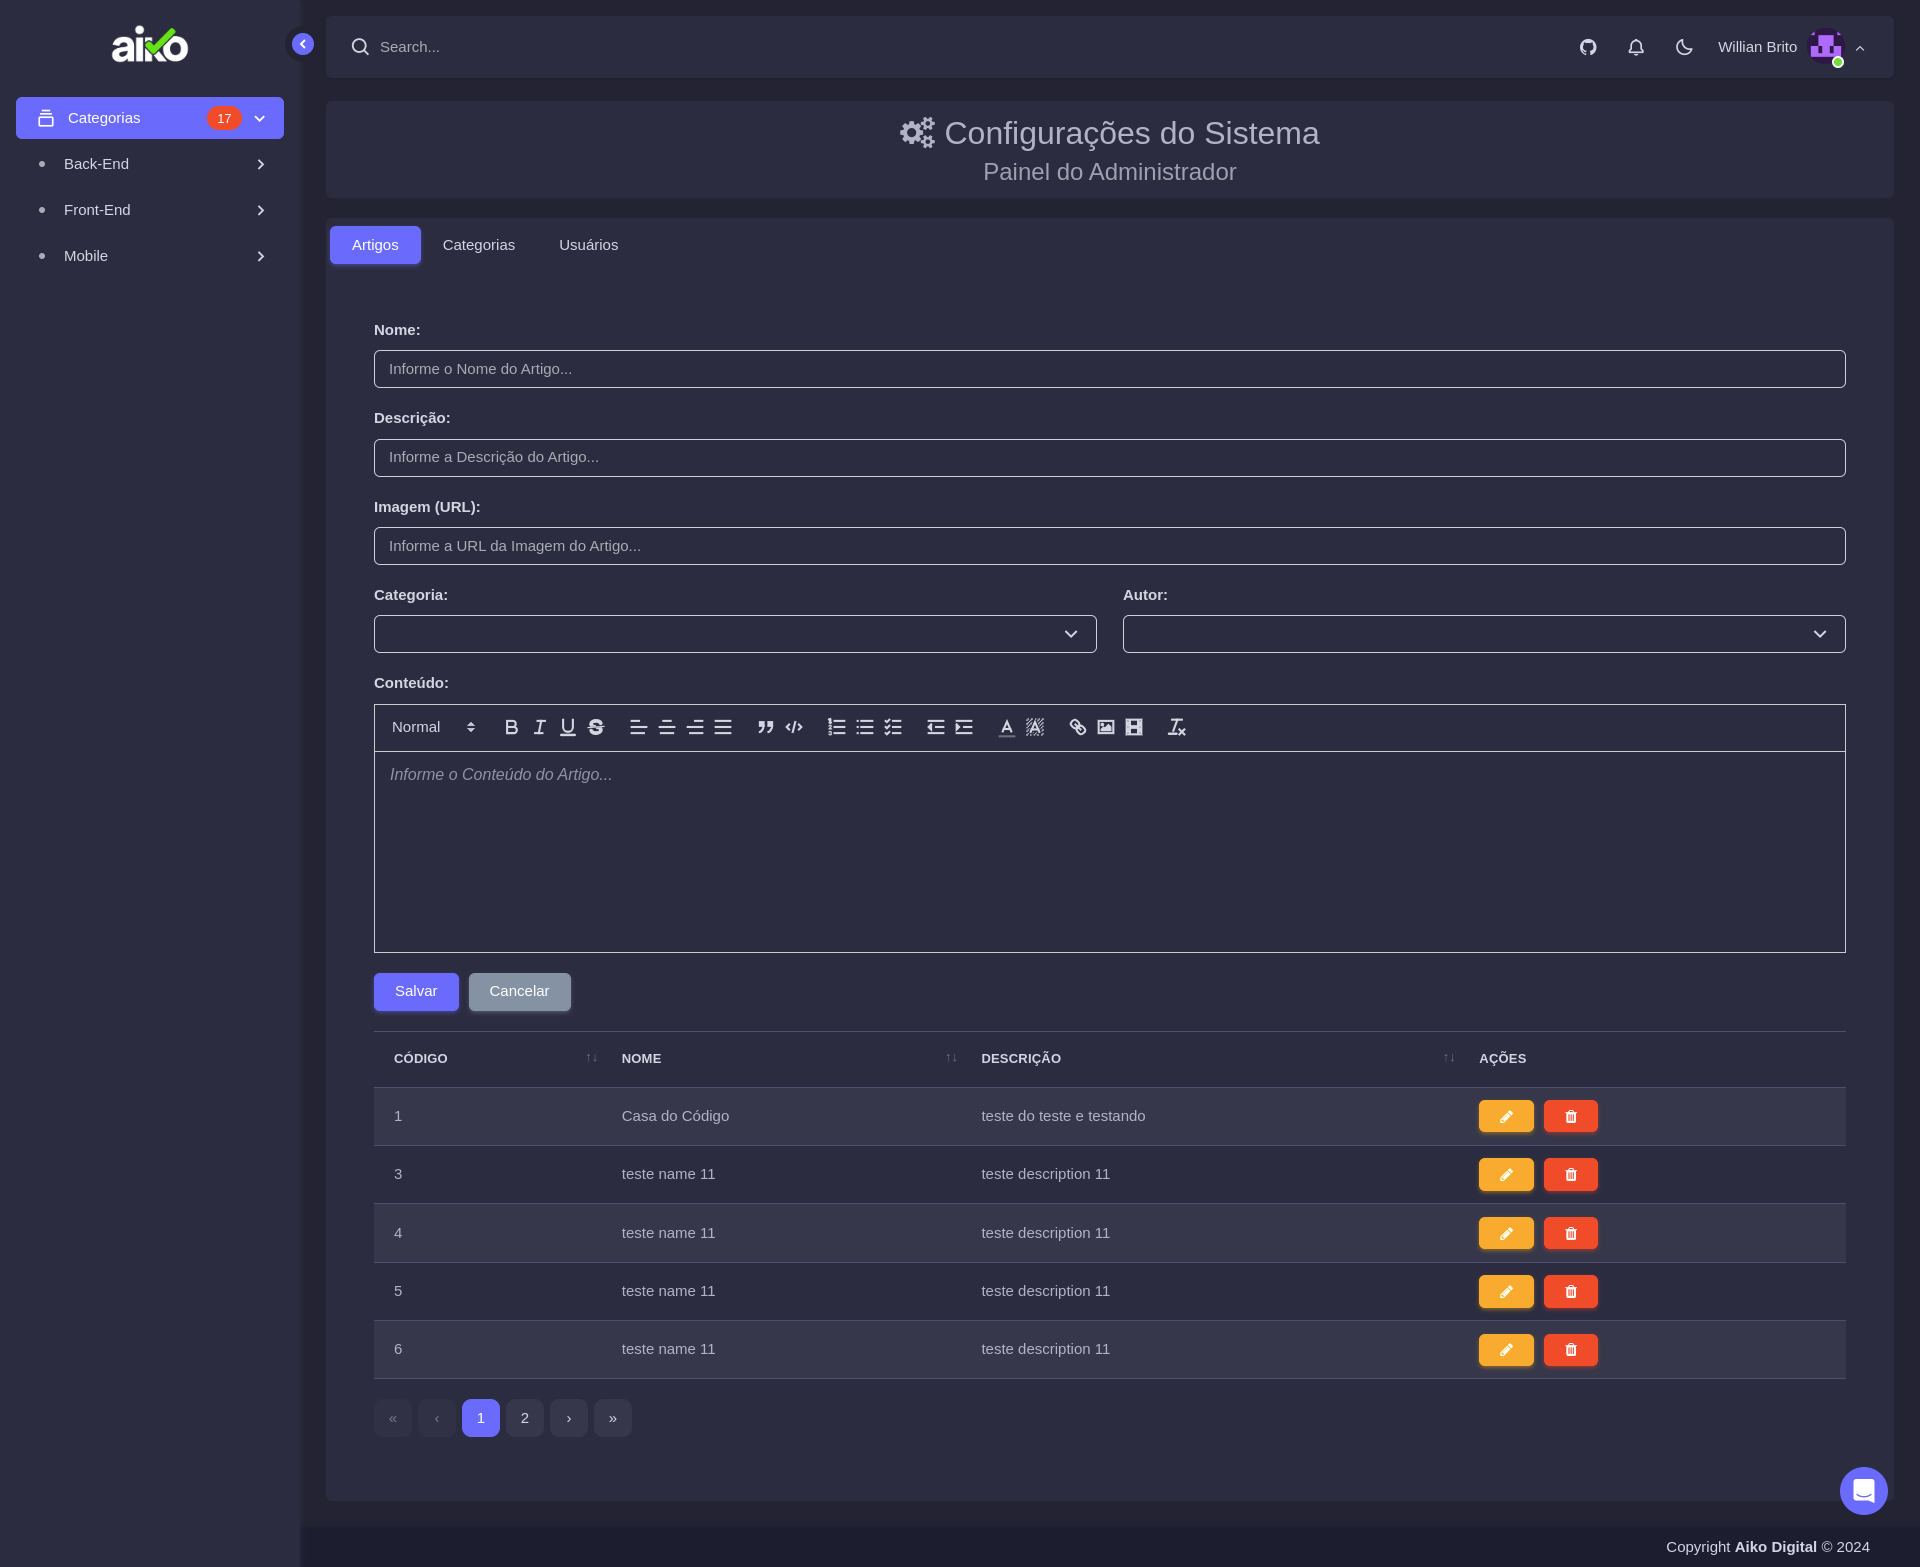 aiko
Search...
Willian Brito
Categorias 17
Back-End
Front-End
Mobile
Configurações do Sistema
Painel do Administrador
Artigos Categorias Usuários
Nome:
Informe o Nome do Artigo...
Descrição:
Informe a Descrição do Artigo...
Imagem (URL):
Informe a URL da Imagem do Artigo...
Categoria: Autor:
Conteúdo:
Normal
Informe o Conteúdo do Artigo...
Salvar Cancelar
CÓDIGO NOME DESCRIÇÃO AÇÕES
1 Casa do Código teste do teste e testando
3 teste name 11 teste description 11
4 teste name 11 teste description 11
5 teste name 11 teste description 11
6 teste name 11 teste description 11
« ‹ 1 2 › »
Copyright Aiko Digital © 2024